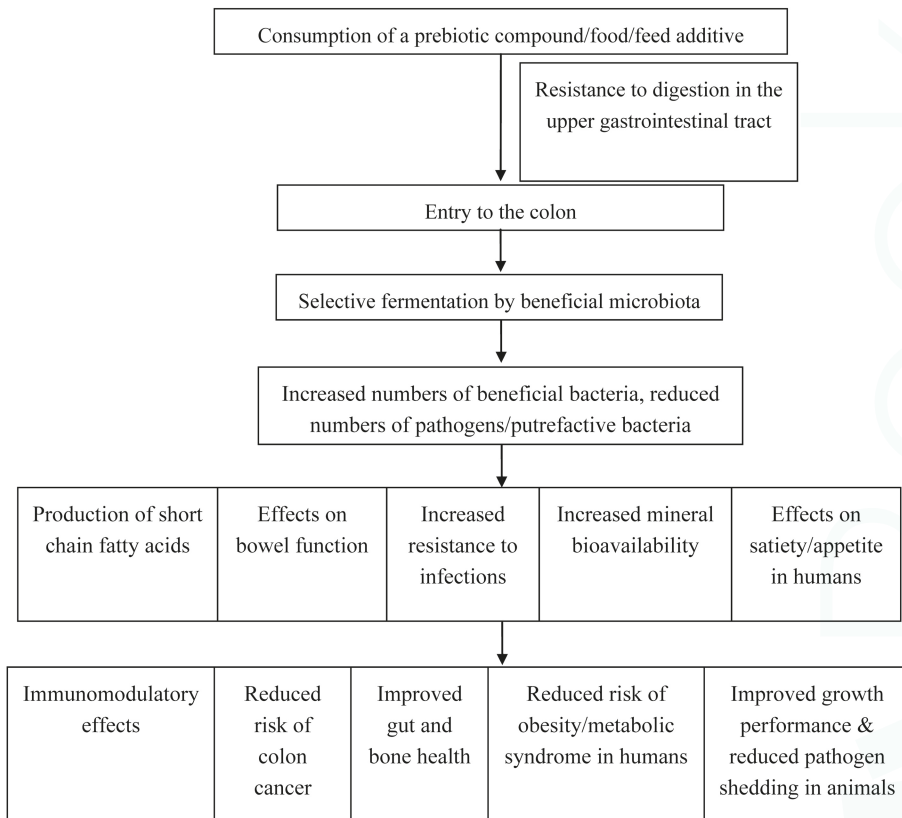 Consumption of a prebiotic compound/food/feed additive
Resistance to digestion in the
upper gastrointestinal tract
Entry to the colon
Selective fermentation by beneficial microbiota
Increased numbers of beneficial bacteria, reduced
numbers of pathogens/putrefactive bacteria
Production of short
chain fatty acids
Effects on
bowel function
Increased
resistance to
infections
Increased mineral
bioavailability
Effects on
satiety/appetite
in humans
Immunomodulatory
effects
Reduced
risk of
colon
cancer
Improved
gut and
bone health
Reduced risk of
obesity/metabolic
syndrome in humans
Improved growth
performance &
reduced pathogen
shedding in animals